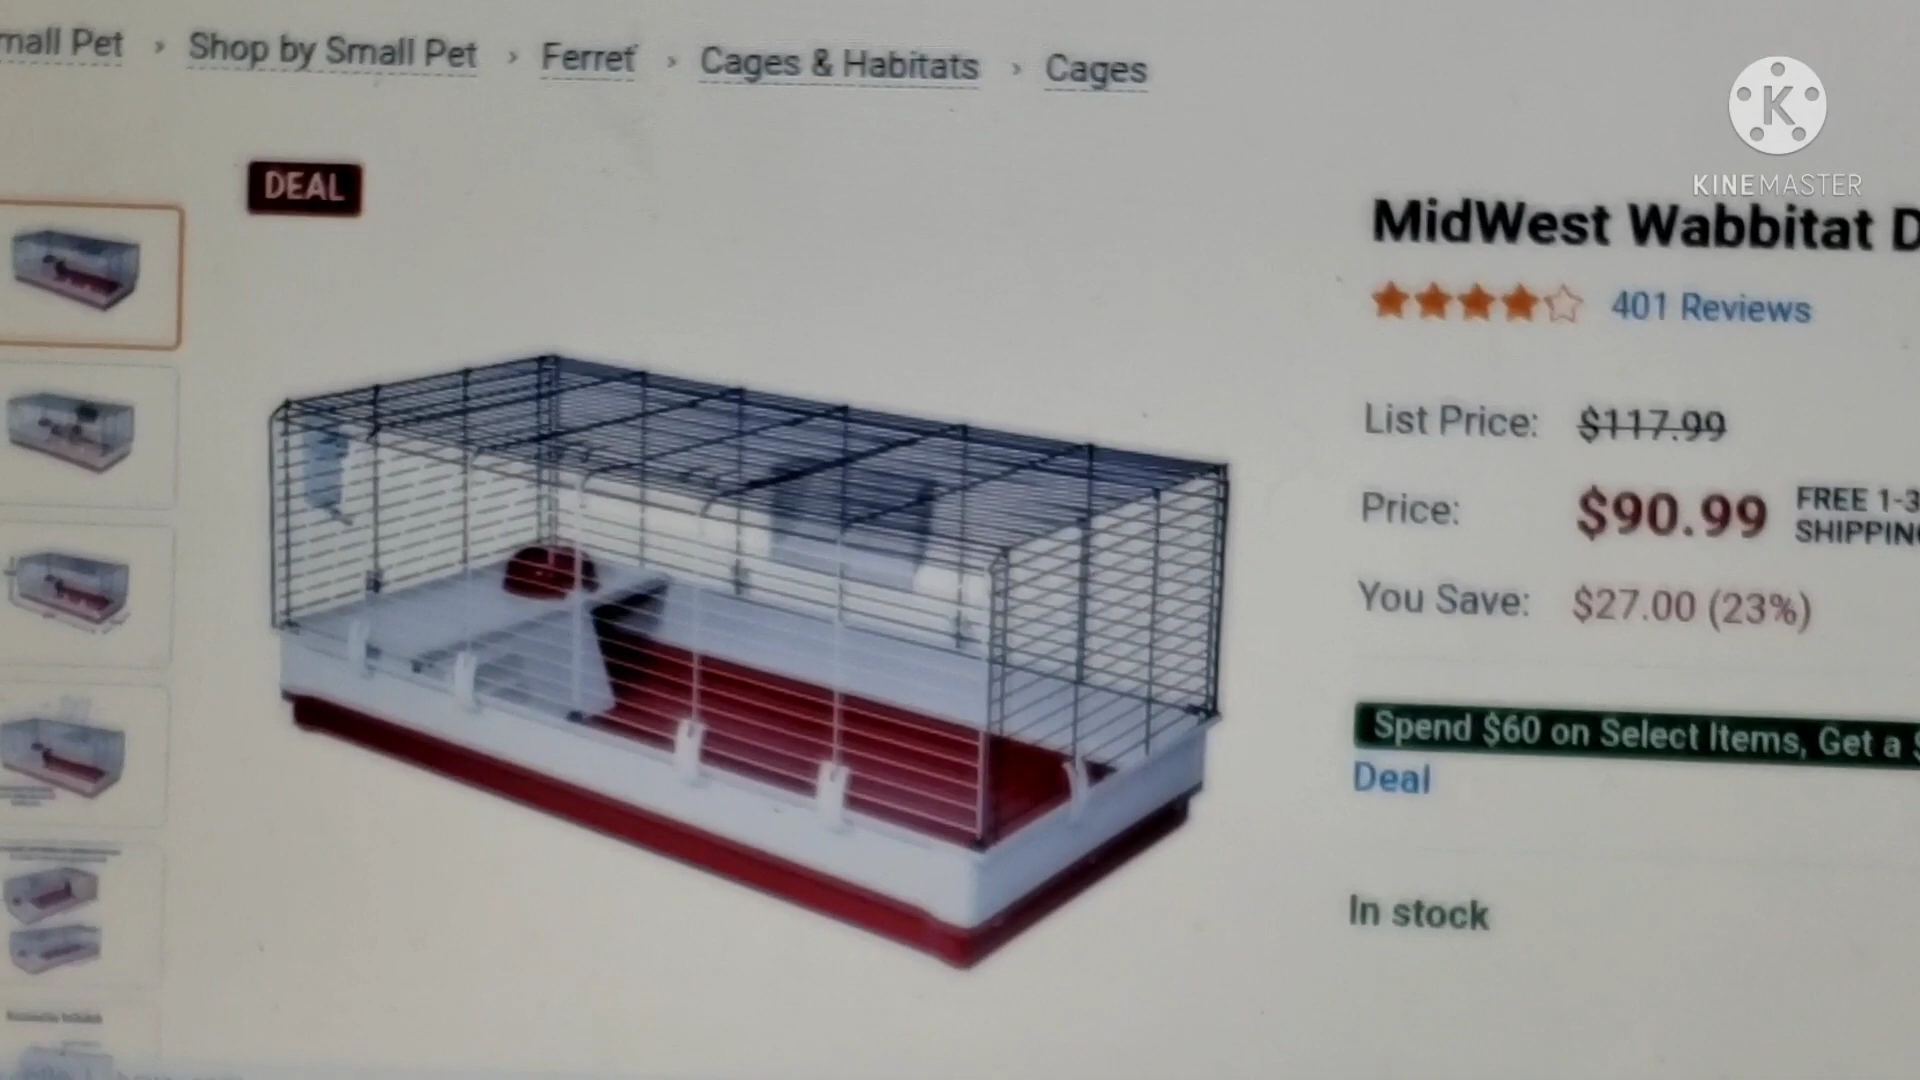 mall Pet › Shop by Small Pet › Ferret › Cages & Habitats › Cages
K
KINEMASTER
DEAL
MidWest Wabbitat D
401 Reviews
List Price: $117.99
Price: $90.99 FREE 1-3
SHIPPING
You Save: $27.00 (23%)
Spend $60 on Select Items, Get a $
Deal
In stock